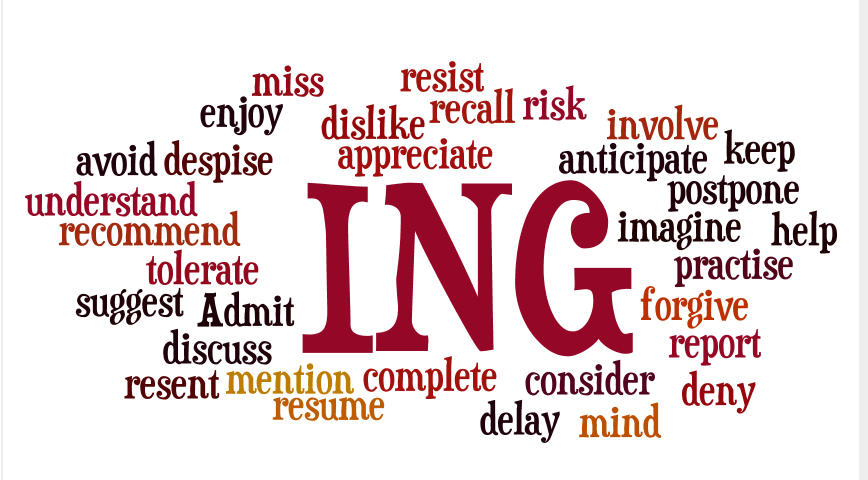 miss
resist
enjoy
dislike
recall
risk
involve
avoid
despise
appreciate
anticipate
keep
understand
postpone
recommend
ING
imagine
help
tolerate
practise
suggest
Admit
forgive
discuss
report
resent
mention
complete
consider
deny
resume
delay
mind